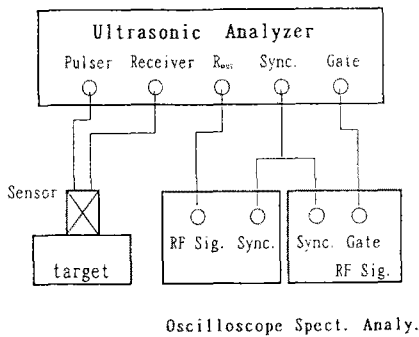 Ultrasonic Analyzer
Pulser Receiver Rout Sync. Gate
Sensor
target
RF Sig. Sync.
Sync. Gate
RF Sig.
Oscilloscope Spect. Analy.